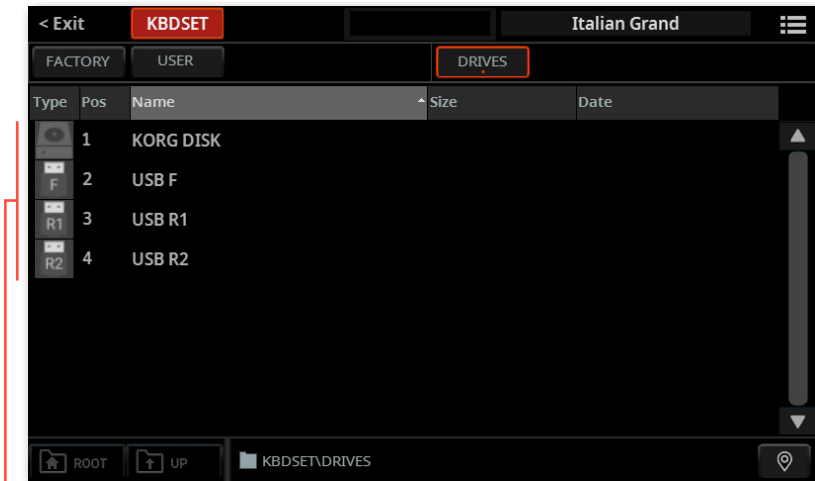 < Exit KBDSET Italian Grand
FACTORY USER DRIVES
Type Pos Name Size Date
1 KORG DISK
F 2 USB F
R1 3 USB R1
R2 4 USB R2
ROOT UP KBDSET\DRIVES